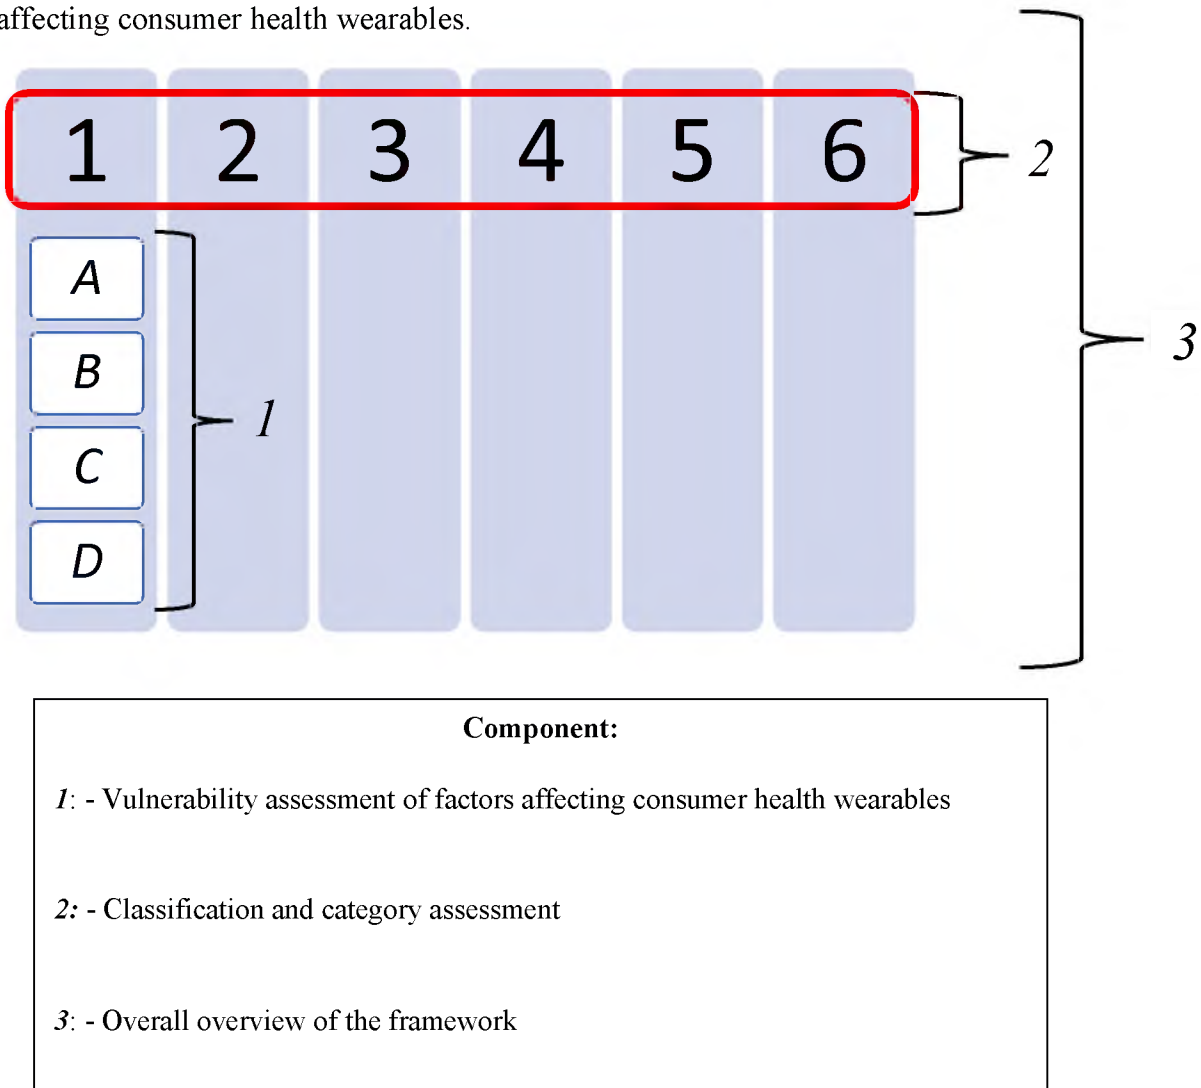 affecting consumer health wearables.
1 2 3 4 5 6
2
3
A
B
1
C
D
Component:
1: - Vulnerability assessment of factors affecting consumer health wearables
2: - Classification and category assessment
3: - Overall overview of the framework